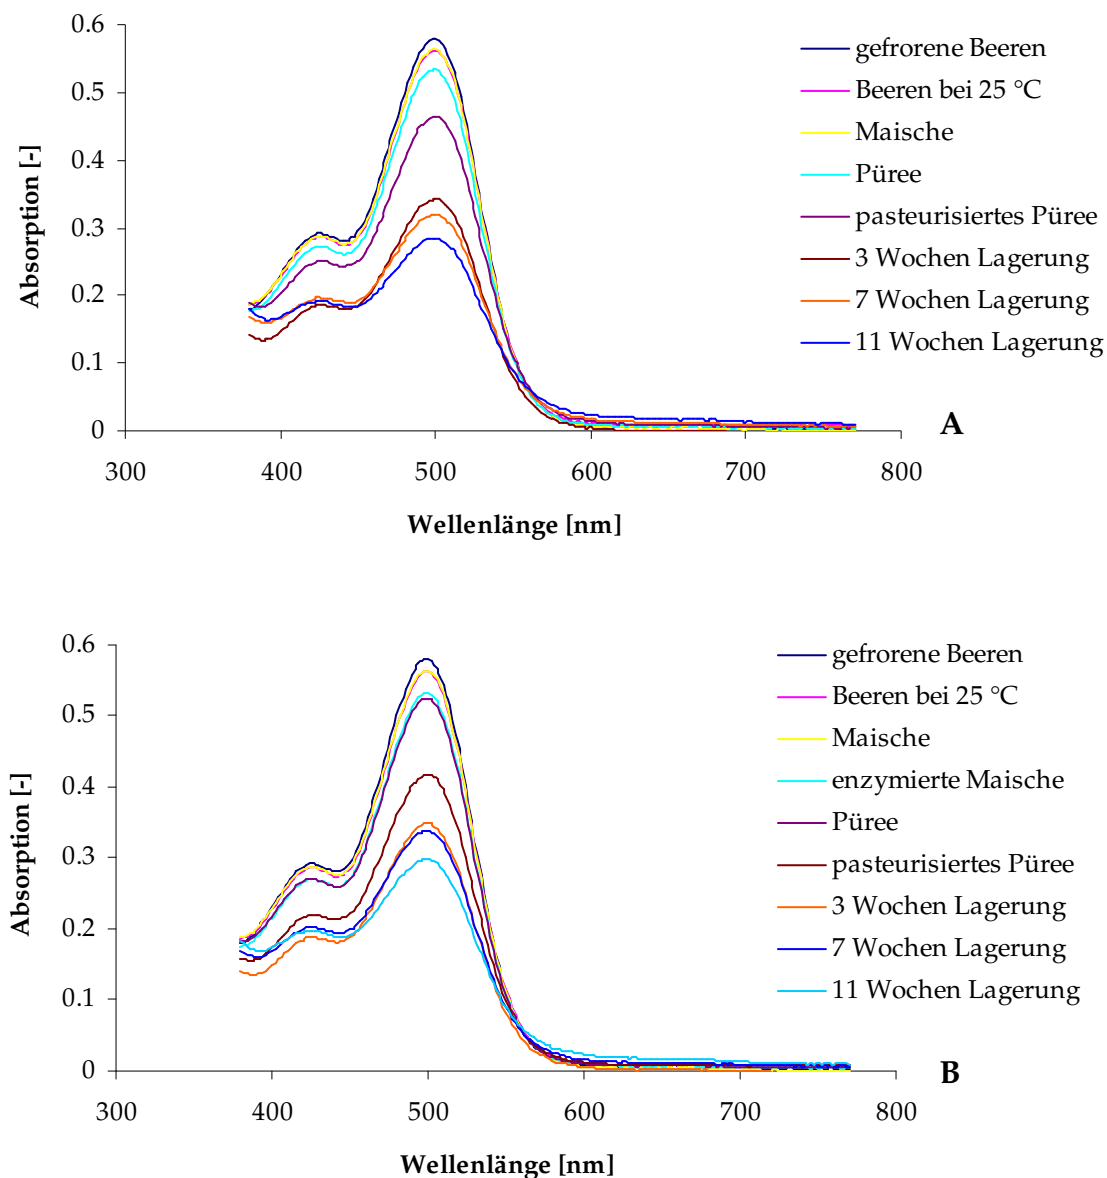 0.6
0.5
0.4
0.3
0.2
0.1
0
Absorption [-]
300 400 500 600 700 800
Wellenlänge [nm]
gefrorene Beeren
Beeren bei 25 °C
Maische
Püree
pasteurisiertes Püree
3 Wochen Lagerung
7 Wochen Lagerung
11 Wochen Lagerung
A
0.6
0.5
0.4
0.3
0.2
0.1
0
Absorption [-]
300 400 500 600 700 800
Wellenlänge [nm]
gefrorene Beeren
Beeren bei 25 °C
Maische
enzymierte Maische
Püree
pasteurisiertes Püree
3 Wochen Lagerung
7 Wochen Lagerung
11 Wochen Lagerung
B